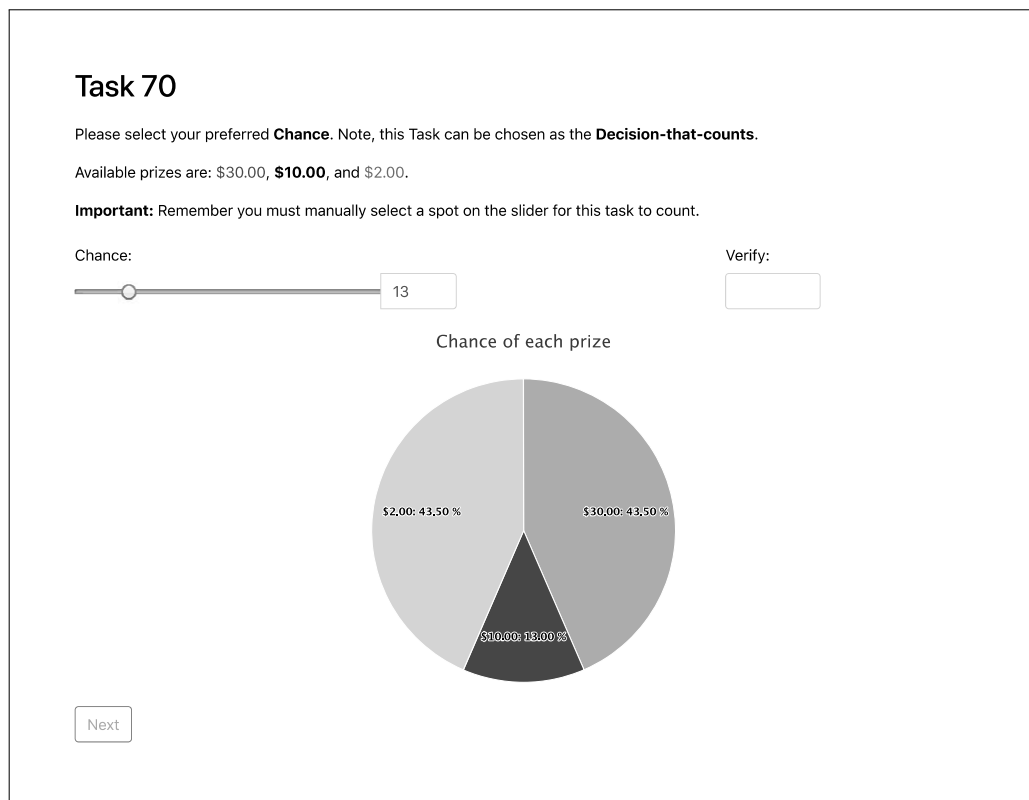 Task 70
Please select your preferred Chance. Note, this Task can be chosen as the Decision-that-counts.
Available prizes are: $30.00, $10.00, and $2.00.
Important: Remember you must manually select a spot on the slider for this task to count.
Chance:
Verify:
13
Chance of each prize
$2.00: 43.50 %
$30.00: 43.50 %
$10.00: 13.00 %
Next